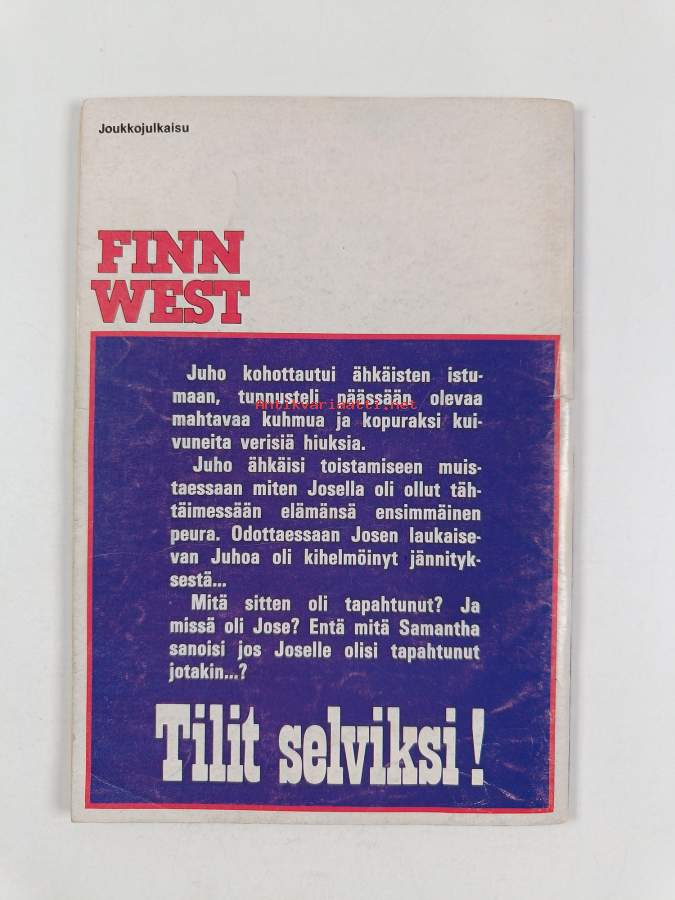 Joukkojulkaisu
FINN
WEST
Juho kohottautui ähkäisten istu-
maan, tunnusteli päässään olevaa
Antikvariaatti.net
mahtavaa kuhmua ja kopuraksi kui-
vuneita verisiä hiuksia.
Juho ähkäisi toistamiseen muis-
taessaan miten Josella oli ollut täh-
täimessään elämänsä ensimmäinen
peura. Odottaessaan Josen laukaise-
van Juhoa oli kihelmöinyt jännityk-
sestä...
Mitä sitten oli tapahtunut? Ja
missä oli Jose? Entä mitä Samantha
sanoisi jos Joselle olisi tapahtunut
jotakin...?
Tilit selviksi!